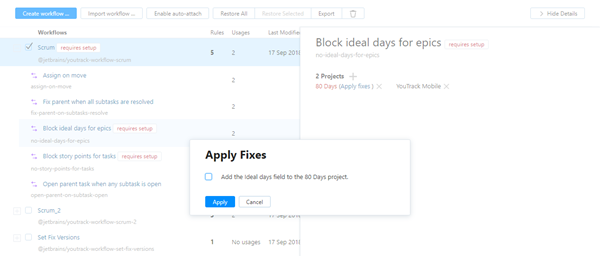 Create workflow ... Import workflow ... Enable auto-attach Restore All Restore Selected Export Hide Details
Workflows Rules Usages Last Modifie
Scrum requires setup 5 2 17 Sep 2018
@jetbrains/youtrack-workflow-scrum
Assign on move 2
assign-on-move
Fix parent when all subtasks are resolved 2
fix-parent-on-subtasks-resolve
Block ideal days for epics requires setup 2
no-ideal-days-for-epics
Block story points for tasks requires setup
no-story-points-for-tasks
Open parent task when any subtask is open
open-parent-on-subtask-open
Scrum_2
@jetbrains/youtrack-workflow-scrum-2
Set Fix Versions 1 No usages 17 Sep 2018
@jetbrains/youtrack-workflow-set-fix-versions
Block ideal days for epics
no-ideal-days-for-epics
2 Projects
80 Days (Apply fixes ) YouTrack Mobile
Apply Fixes
Add the Ideal days field to the 80 Days project.
Apply Cancel